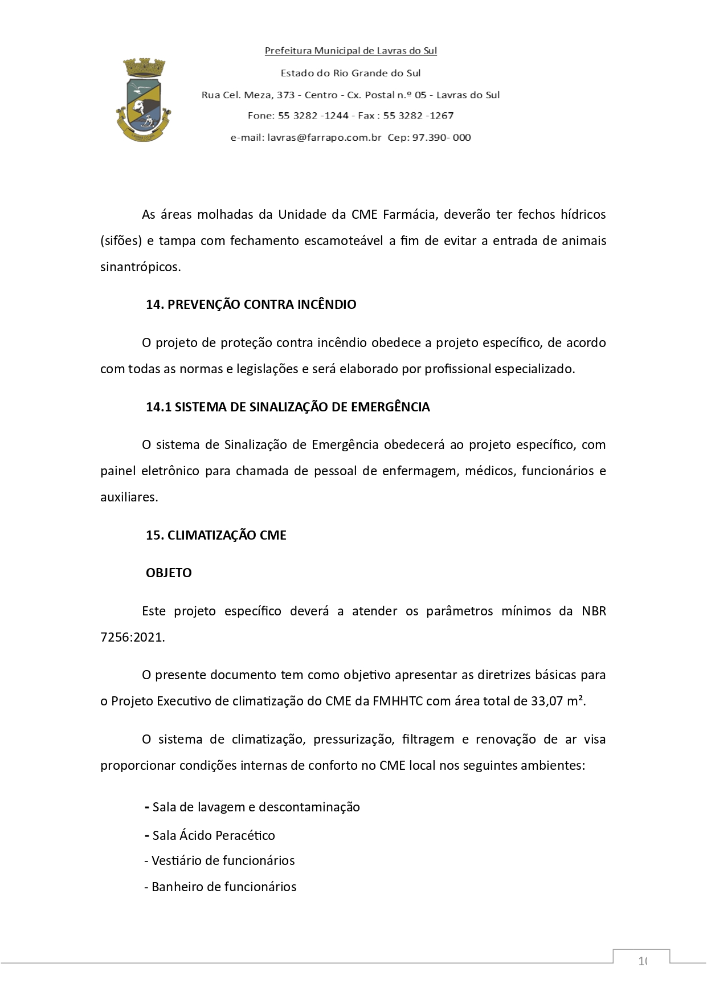 Prefeitura Municipal de Lavras do Sul
Estado do Rio Grande do Sul
Rua Cel. Meza, 373 - Centro - Cx. Postal n.º 05 - Lavras do Sul
Fone: 55 3282 -1244 - Fax : 55 3282 -1267
e-mail: lavras@farrapo.com.br Cep: 97.390- 000
As áreas molhadas da Unidade da CME Farmácia, deverão ter fechos hídricos
(sifões) e tampa com fechamento escamoteável a fim de evitar a entrada de animais
sinantrópicos.
14. PREVENÇÃO CONTRA INCÊNDIO
O projeto de proteção contra incêndio obedece a projeto específico, de acordo
com todas as normas e legislações e será elaborado por profissional especializado.
14.1 SISTEMA DE SINALIZAÇÃO DE EMERGÊNCIA
O sistema de Sinalização de Emergência obedecerá ao projeto específico, com
painel eletrônico para chamada de pessoal de enfermagem, médicos, funcionários e
auxiliares.
15. CLIMATIZAÇÃO CME
OBJETO
Este projeto específico deverá a atender os parâmetros mínimos da NBR
7256:2021.
O presente documento tem como objetivo apresentar as diretrizes básicas para
o Projeto Executivo de climatização do CME da FMHHTC com área total de 33,07 m².
O sistema de climatização, pressurização, filtragem e renovação de ar visa
proporcionar condições internas de conforto no CME local nos seguintes ambientes:
- Sala de lavagem e descontaminação
- Sala Ácido Peracético
- Vestiário de funcionários
- Banheiro de funcionários